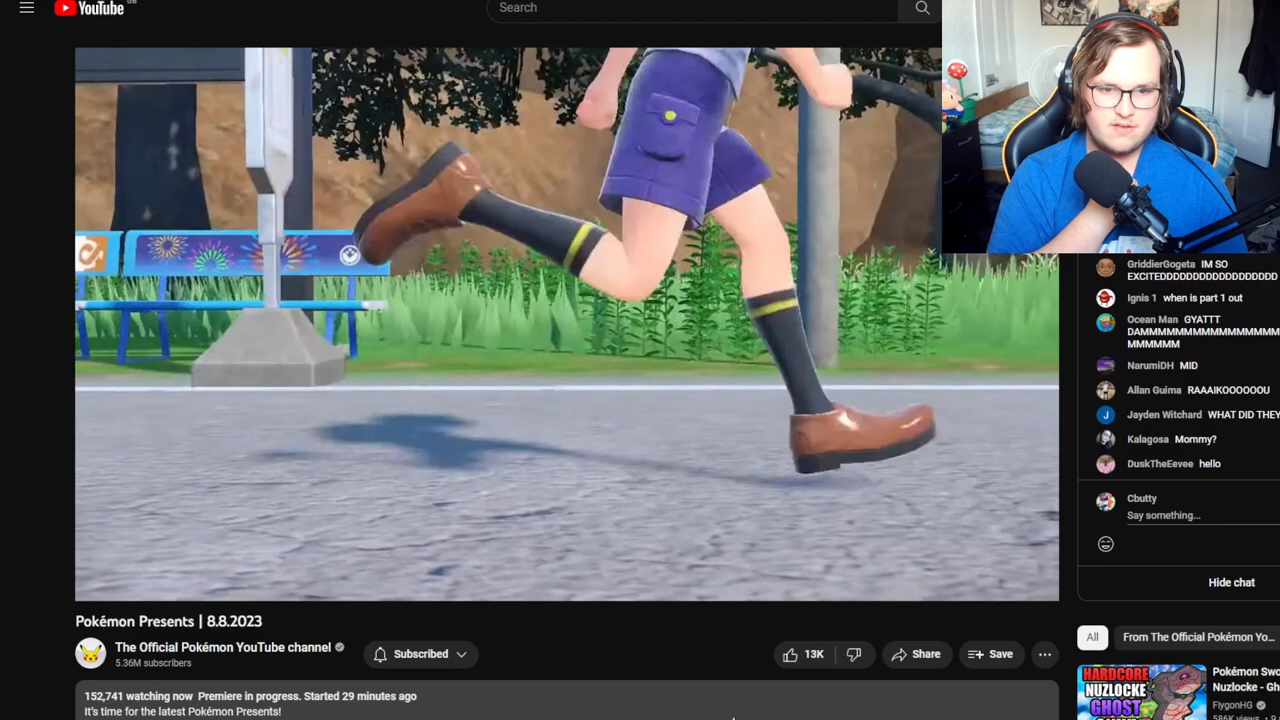 YouTube
Search
GriddierGogeta IM SO
EXCITEDDDDDDDDDDDDDDDDDD
Ignis 1 when is part 1 out
Ocean Man GYATTT
DAMMMMMMMMMMMMMMMMM
MMMMMM
NarumiDH MID
Allan Guima RAAAIKOOOOOOU
Jayden Witchard WHAT DID THEY
Kalagosa Mommy?
DuskTheEevee hello
Cbutty
Say something...
Hide chat
Pokémon Presents | 8.8.2023
The Official Pokémon YouTube channel
5.36M subscribers
Subscribed
13K
Share
Save
152,741 watching now Premiere in progress. Started 29 minutes ago
It's time for the latest Pokémon Presents!
All
From The Official Pokémon Yo...
HARDCORE
NUZLOCKE
GHOST
Pokémon Swo
Nuzlocke - Gh
FlygonHG